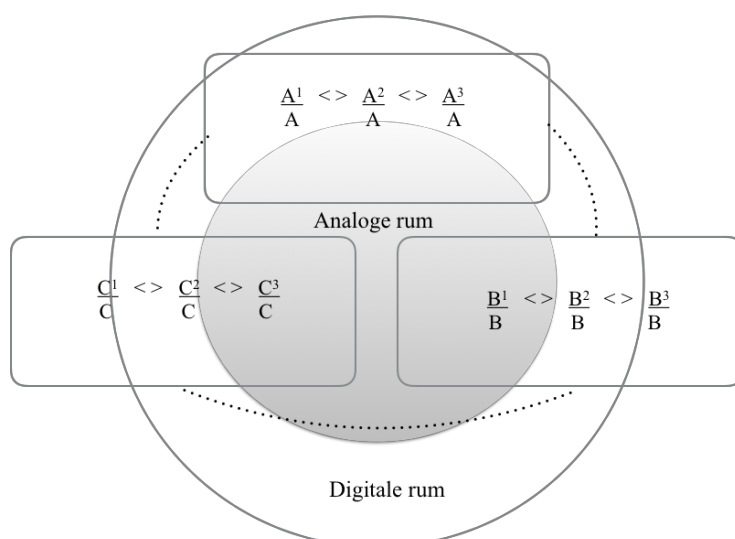 A¹ <> A² <> A³
A A A
Analoge rum
C¹ <> C² <> C³
C C C
B¹ <> B² <> B³
B B B
Digitale rum